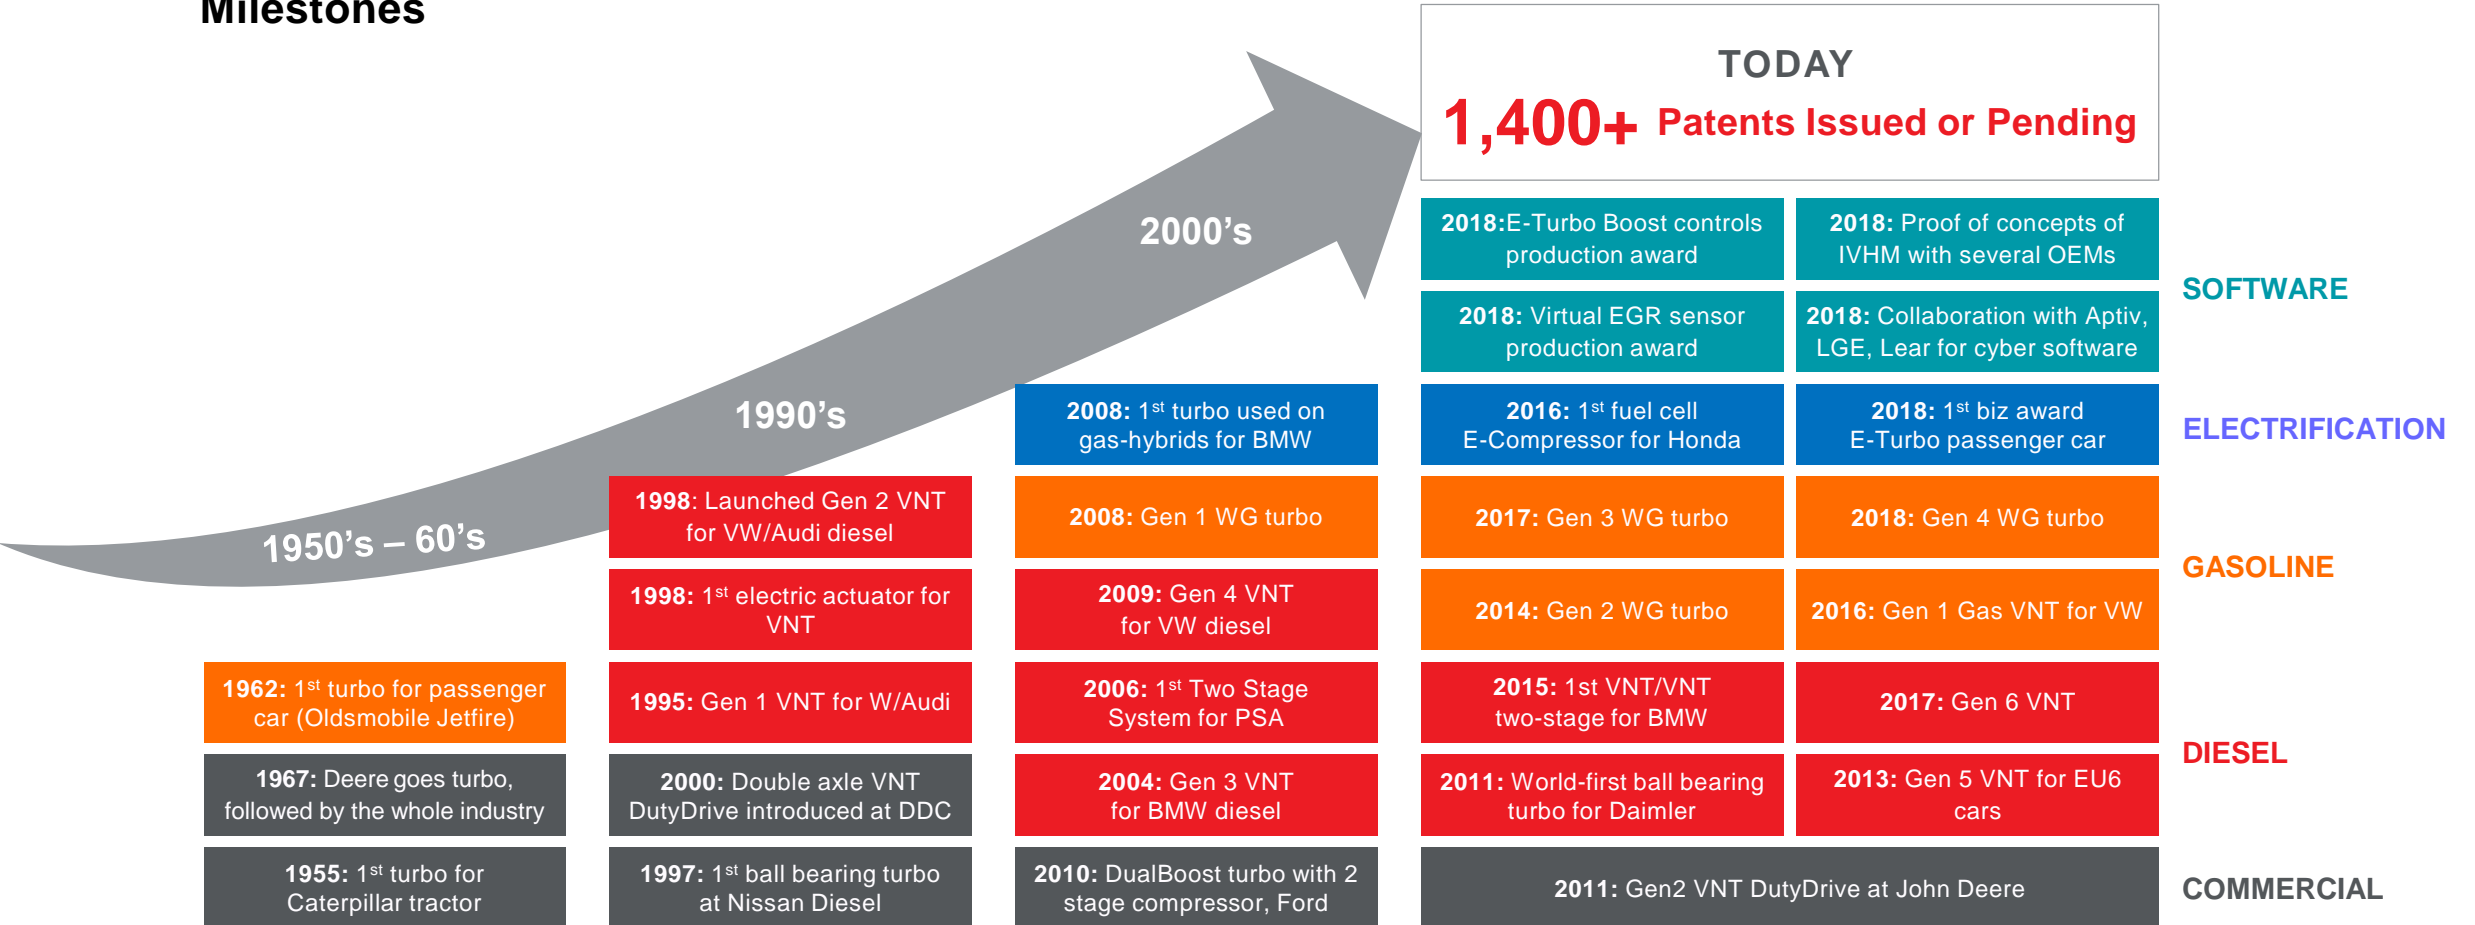 Milestones
TODAY
1,400+ Patents Issued or Pending
2000’s
1990’s
1950’s – 60’s
2018:E-Turbo Boost controls
production award
2018: Proof of concepts of
IVHM with several OEMs
SOFTWARE
2018: Virtual EGR sensor
production award
2018: Collaboration with Aptiv,
LGE, Lear for cyber software
2008: 1st turbo used on
gas-hybrids for BMW
2016: 1st fuel cell
E-Compressor for Honda
2018: 1st biz award
E-Turbo passenger car
ELECTRIFICATION
1998: Launched Gen 2 VNT
for VW/Audi diesel
2008: Gen 1 WG turbo
2017: Gen 3 WG turbo
2018: Gen 4 WG turbo
GASOLINE
1998: 1st electric actuator for
VNT
2009: Gen 4 VNT
for VW diesel
2014: Gen 2 WG turbo
2016: Gen 1 Gas VNT for VW
1962: 1st turbo for passenger
car (Oldsmobile Jetfire)
1995: Gen 1 VNT for W/Audi
2006: 1st Two Stage
System for PSA
2015: 1st VNT/VNT
two-stage for BMW
2017: Gen 6 VNT
DIESEL
1967: Deere goes turbo,
followed by the whole industry
2000: Double axle VNT
DutyDrive introduced at DDC
2004: Gen 3 VNT
for BMW diesel
2011: World-first ball bearing
turbo for Daimler
2013: Gen 5 VNT for EU6
cars
1955: 1st turbo for
Caterpillar tractor
1997: 1st ball bearing turbo
at Nissan Diesel
2010: DualBoost turbo with 2
stage compressor, Ford
2011: Gen2 VNT DutyDrive at John Deere
COMMERCIAL